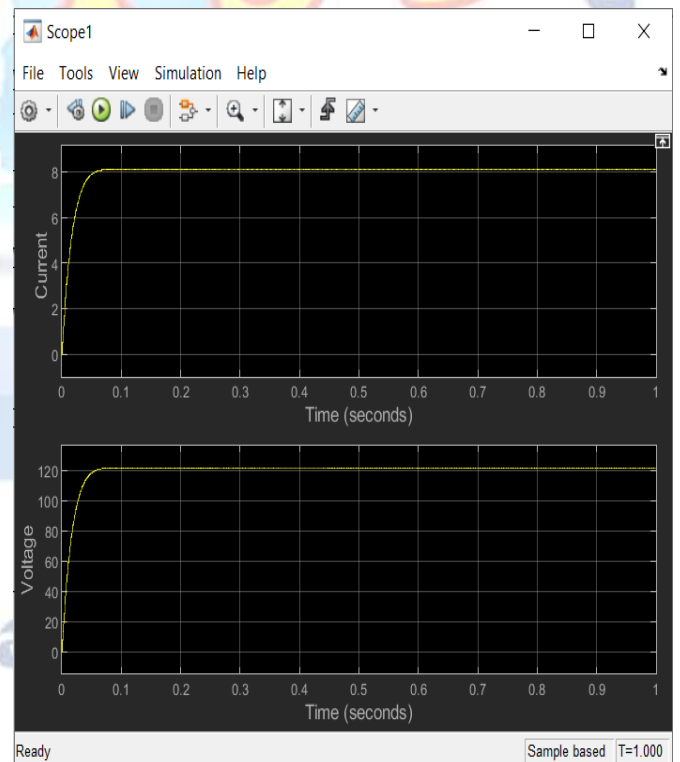 Scope1
File Tools View Simulation Help
Current
8
6
4
2
0
0 0.1 0.2 0.3 0.4 0.5 0.6 0.7 0.8 0.9 1
Time (seconds)
Voltage
120
100
80
60
40
20
0
0 0.1 0.2 0.3 0.4 0.5 0.6 0.7 0.8 0.9 1
Time (seconds)
Ready Sample based T=1.000